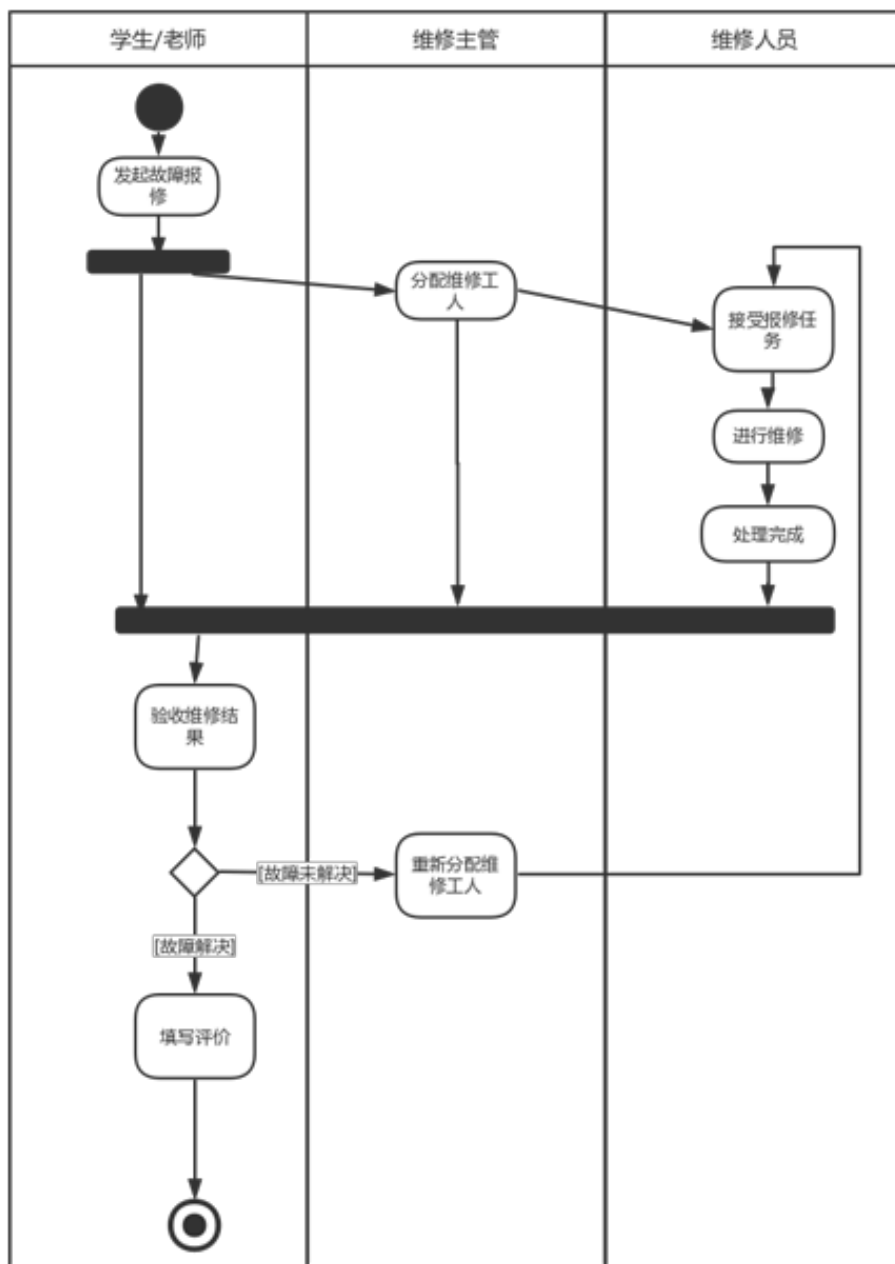 学生/老师
维修主管
维修人员
发起故障报
修
分配维修工
人
接受报修任
务
进行维修
处理完成
验收维修结
果
[故障未解决]
重新分配维
修工人
[故障解决]
填写评价